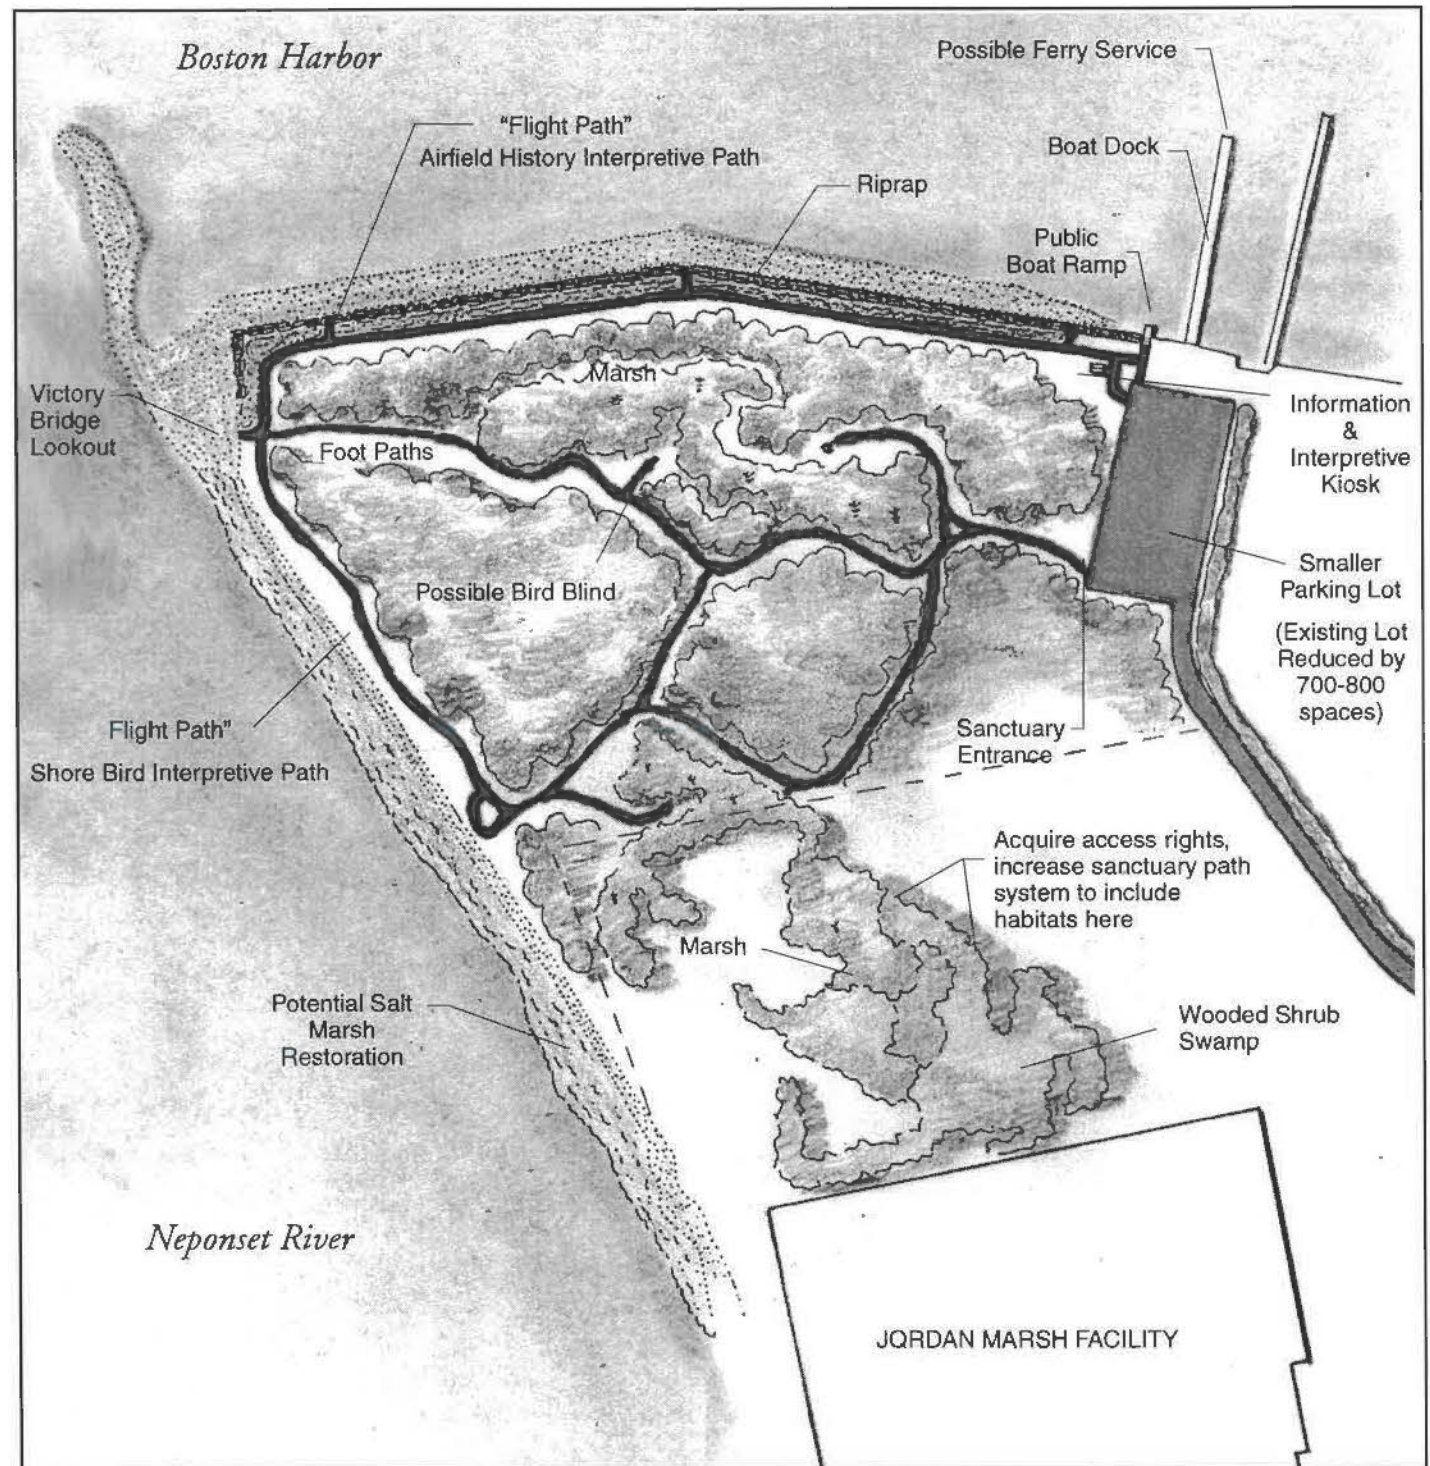 Boston Harbor
Possible Ferry Service
"Flight Path"
Airfield History Interpretive Path
Boat Dock
Riprap
Public
Boat Ramp
Marsh
Victory
Bridge
Lookout
Foot Paths
Information
&
Interpretive
Kiosk
Possible Bird Blind
Smaller
Parking Lot
(Existing Lot
Reduced by
700-800
spaces)
Flight Path"
Shore Bird Interpretive Path
Sanctuary
Entrance
Acquire access rights,
increase sanctuary path
system to include
habitats here
Marsh
Potential Salt
Marsh
Restoration
Wooded Shrub
Swamp
Neponset River
JORDAN MARSH FACILITY